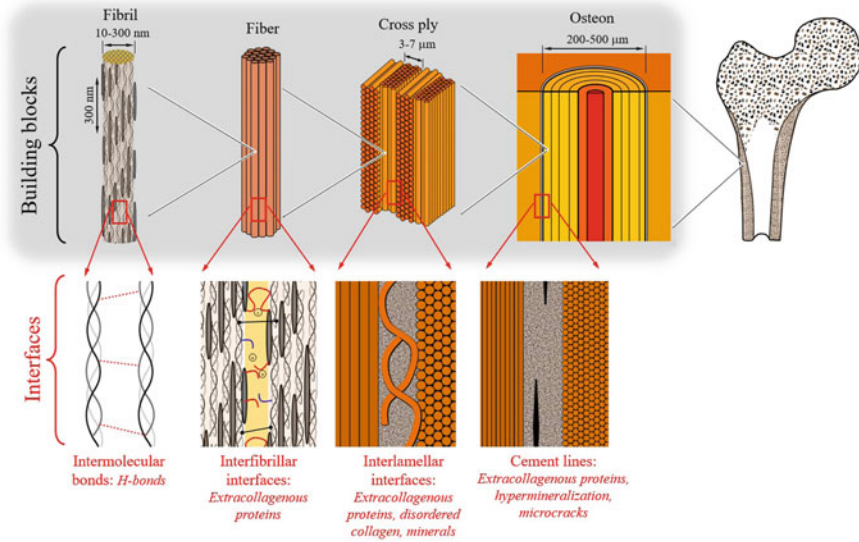 Fibril
10-300 nm
Fiber
Cross ply
3-7 μm
Osteon
200-500 μm
300 nm
Building blocks
Interfaces
Intermolecular
bonds: H-bonds
Interfibrillar
interfaces:
Extracollagenous
proteins
Interlamellar
interfaces:
Extracollagenous
proteins, disordered
collagen, minerals
Cement lines:
Extracollagenous proteins,
hypermineralization,
microcracks